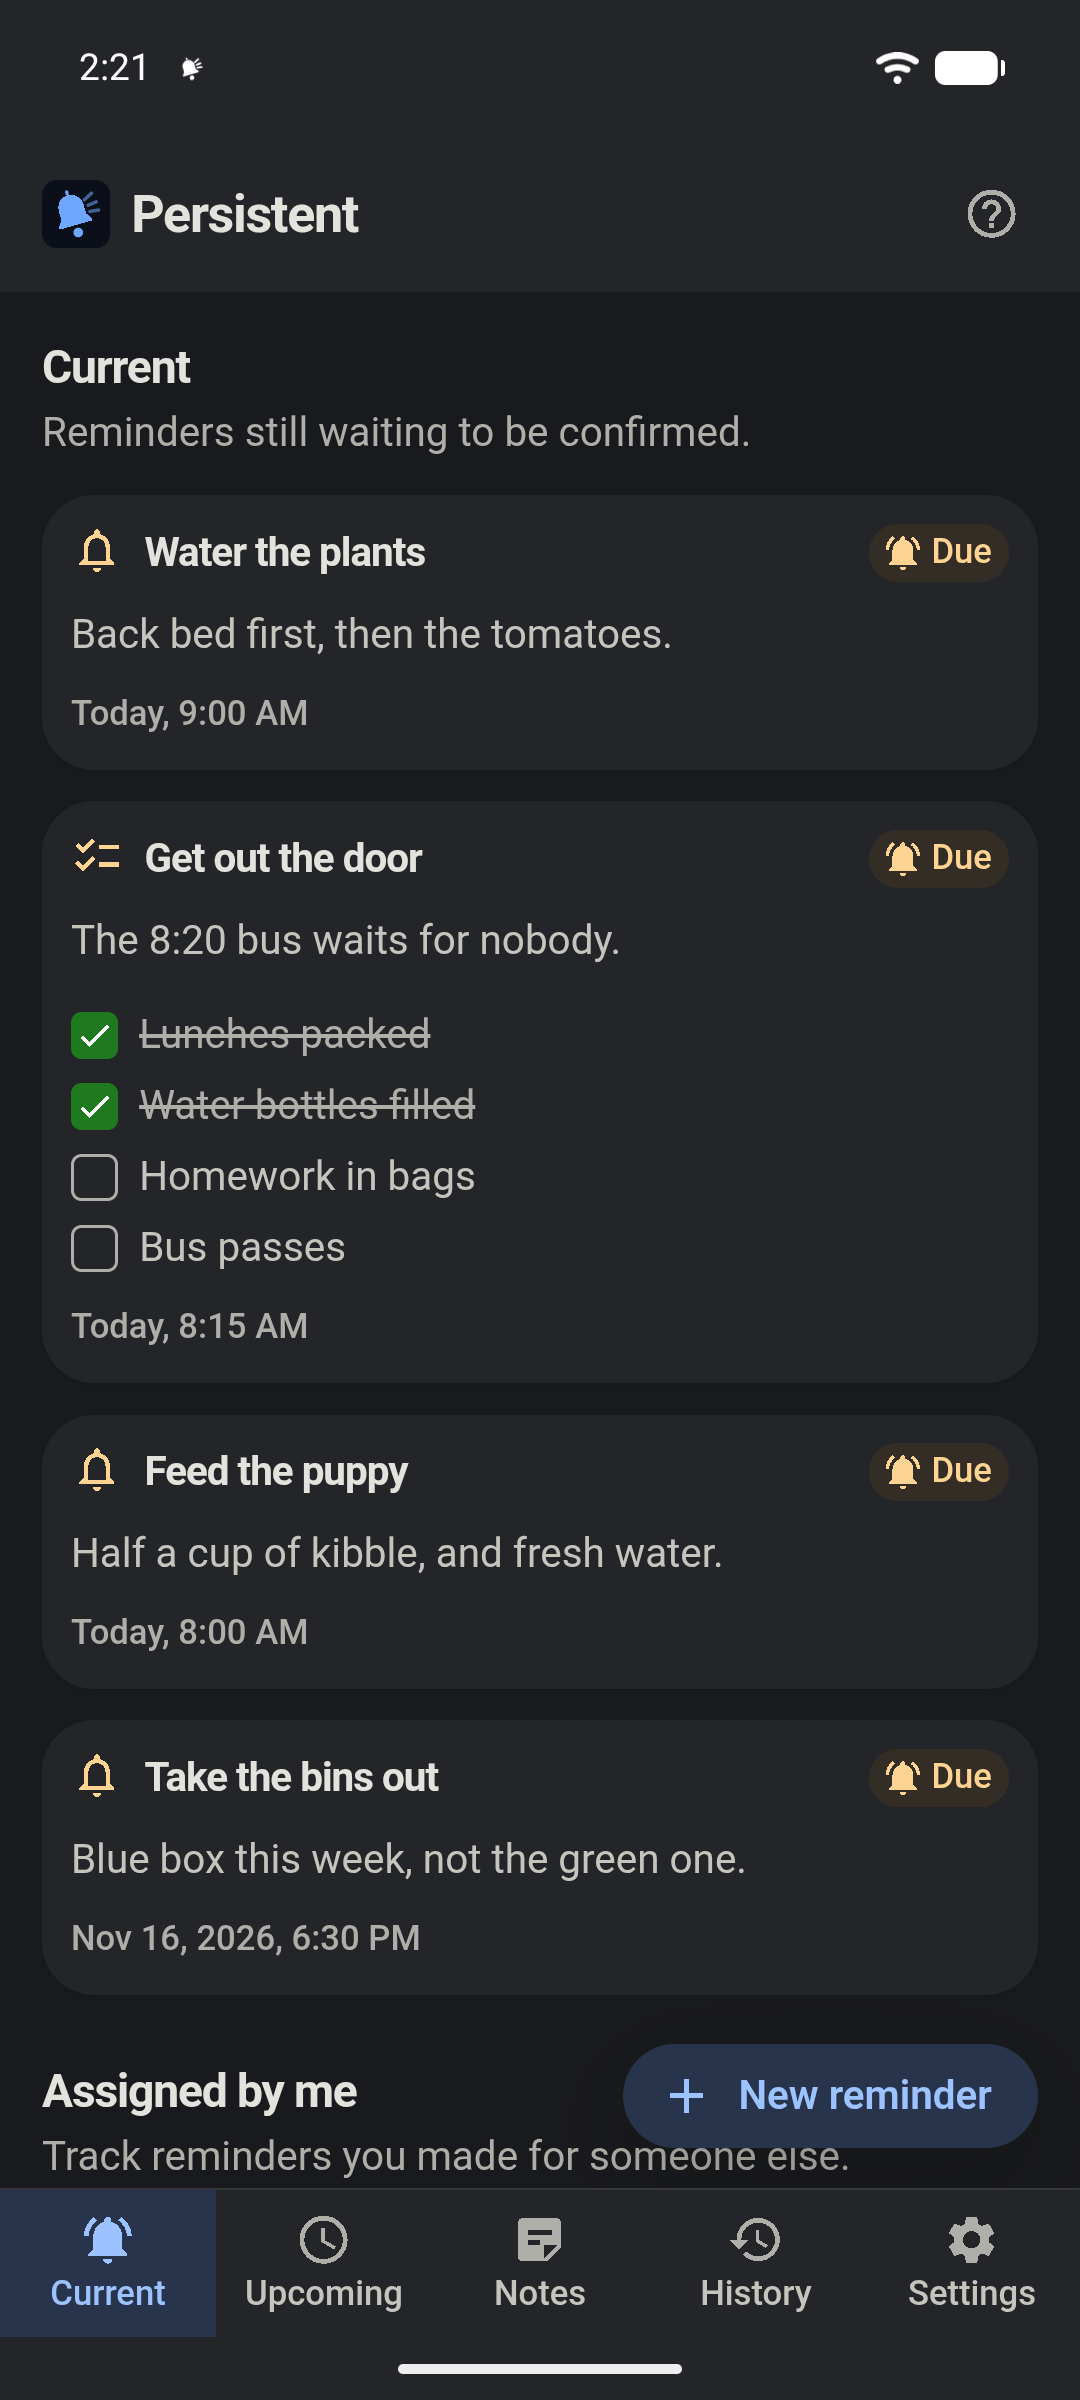 2:21
Persistent
Current
Reminders still waiting to be confirmed.
Water the plants
Due
Back bed first, then the tomatoes.
Today, 9:00 AM
Get out the door
Due
The 8:20 bus waits for nobody.
Lunches packed
Water bottles filled
Homework in bags
Bus passes
Today, 8:15 AM
Feed the puppy
Due
Half a cup of kibble, and fresh water.
Today, 8:00 AM
Take the bins out
Due
Blue box this week, not the green one.
Nov 16, 2026, 6:30 PM
Assigned by me
New reminder
Track reminders you made for someone else.
Current
Upcoming
Notes
History
Settings